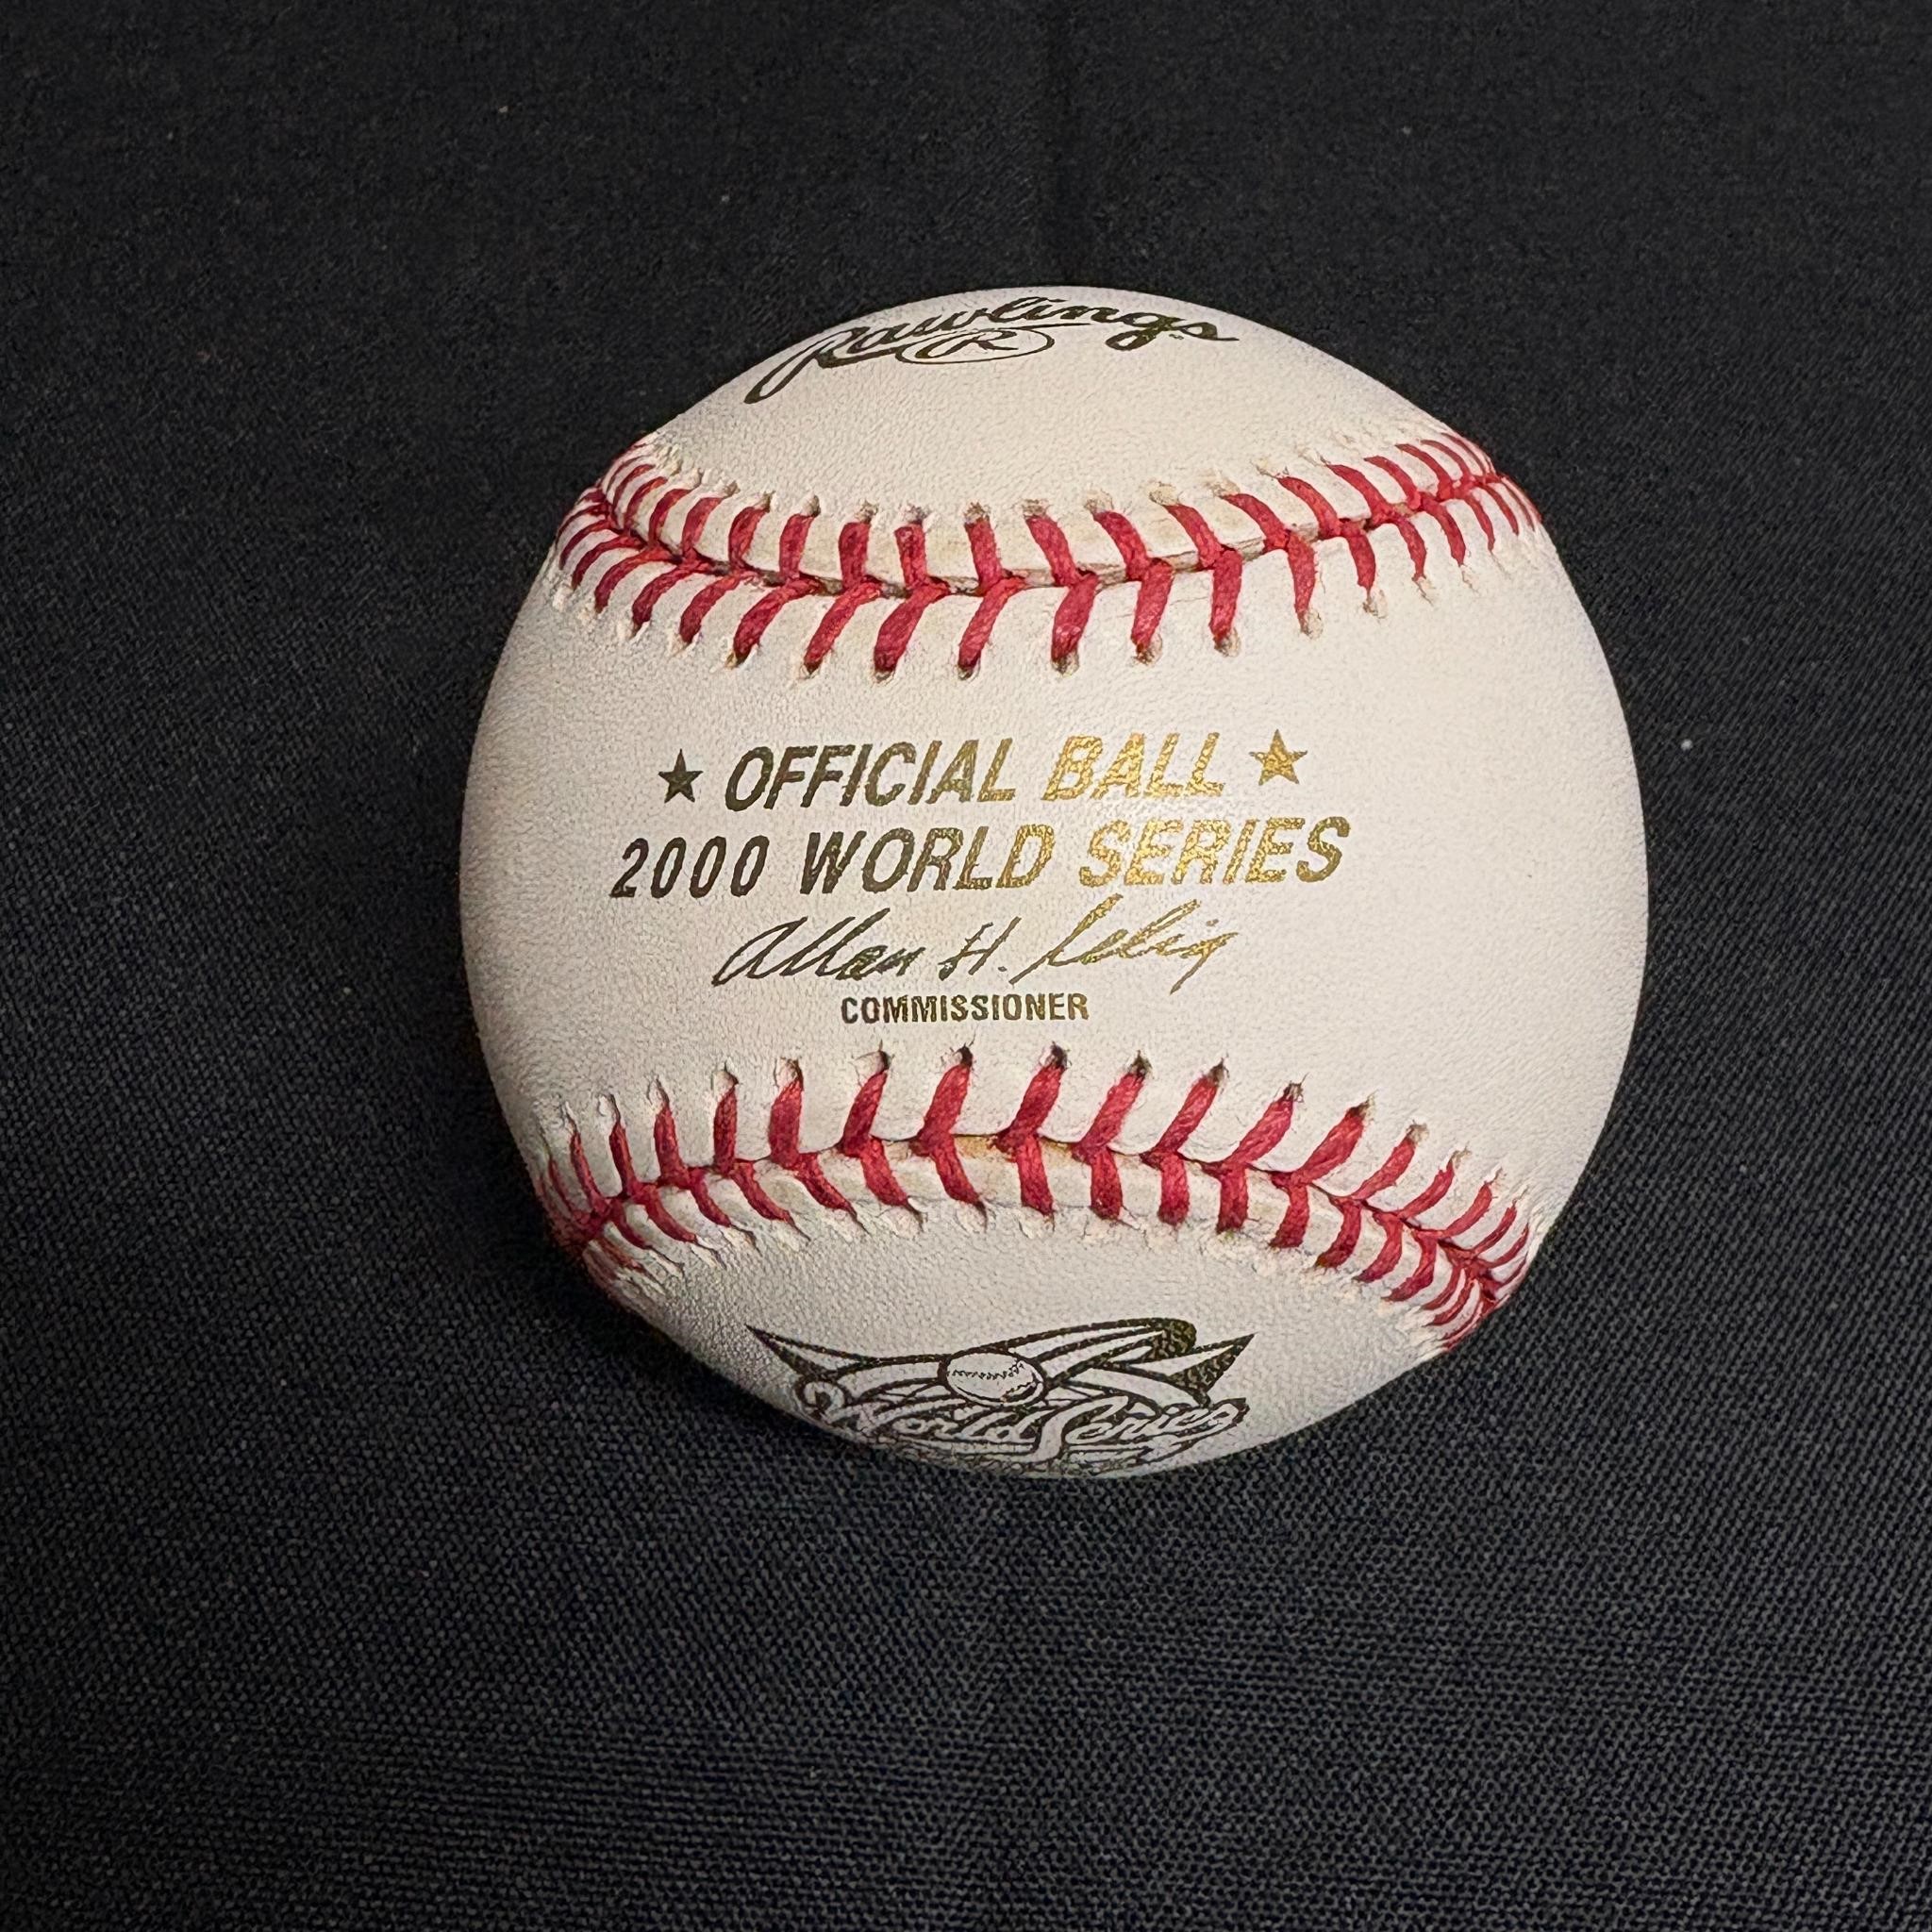 Rawlings
R
★ OFFICIAL BALL ★
2000 WORLD SERIES
Allan H. Selig
COMMISSIONER
World Series